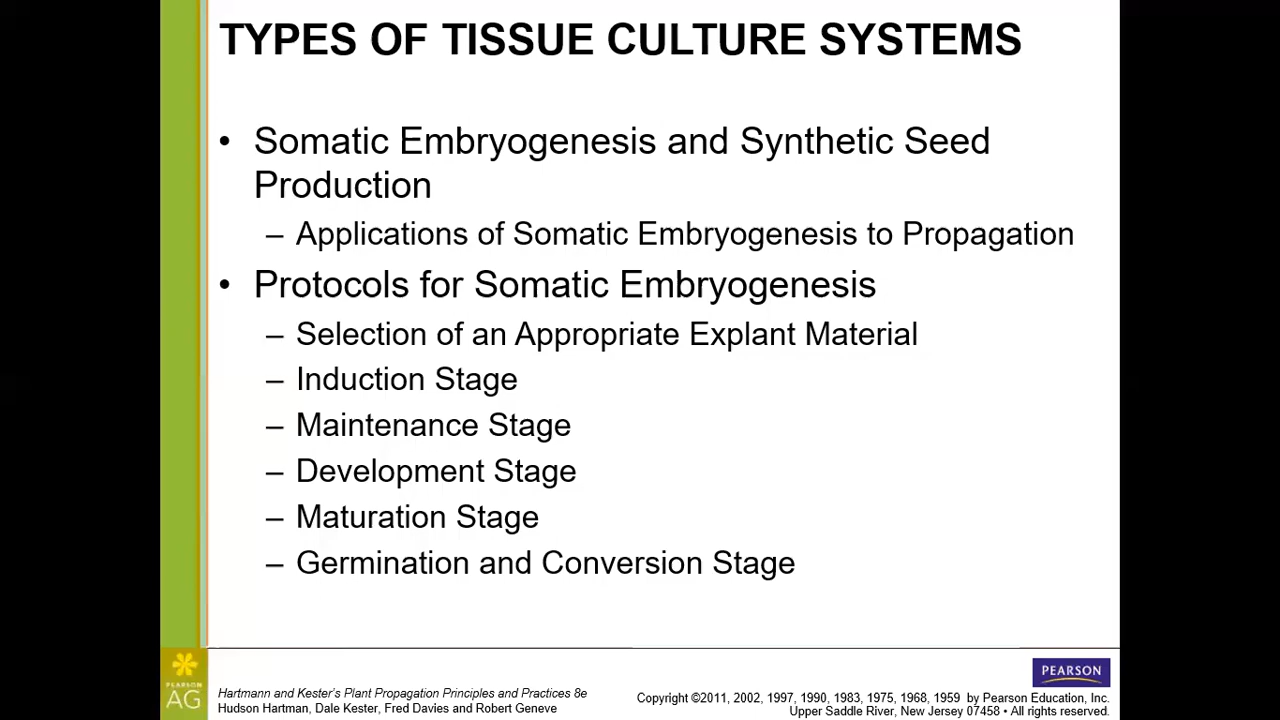 TYPES OF TISSUE CULTURE SYSTEMS
• Somatic Embryogenesis and Synthetic Seed
Production
– Applications of Somatic Embryogenesis to Propagation
• Protocols for Somatic Embryogenesis
– Selection of an Appropriate Explant Material
– Induction Stage
– Maintenance Stage
– Development Stage
– Maturation Stage
– Germination and Conversion Stage
PEARSON
AG
Hartmann and Kester's Plant Propagation Principles and Practices 8e
Hudson Hartman, Dale Kester, Fred Davies and Robert Geneve
PEARSON
Copyright ©2011, 2002, 1997, 1990, 1983, 1975, 1968, 1959 by Pearson Education, Inc.
Upper Saddle River, New Jersey 07458 • All rights reserved.